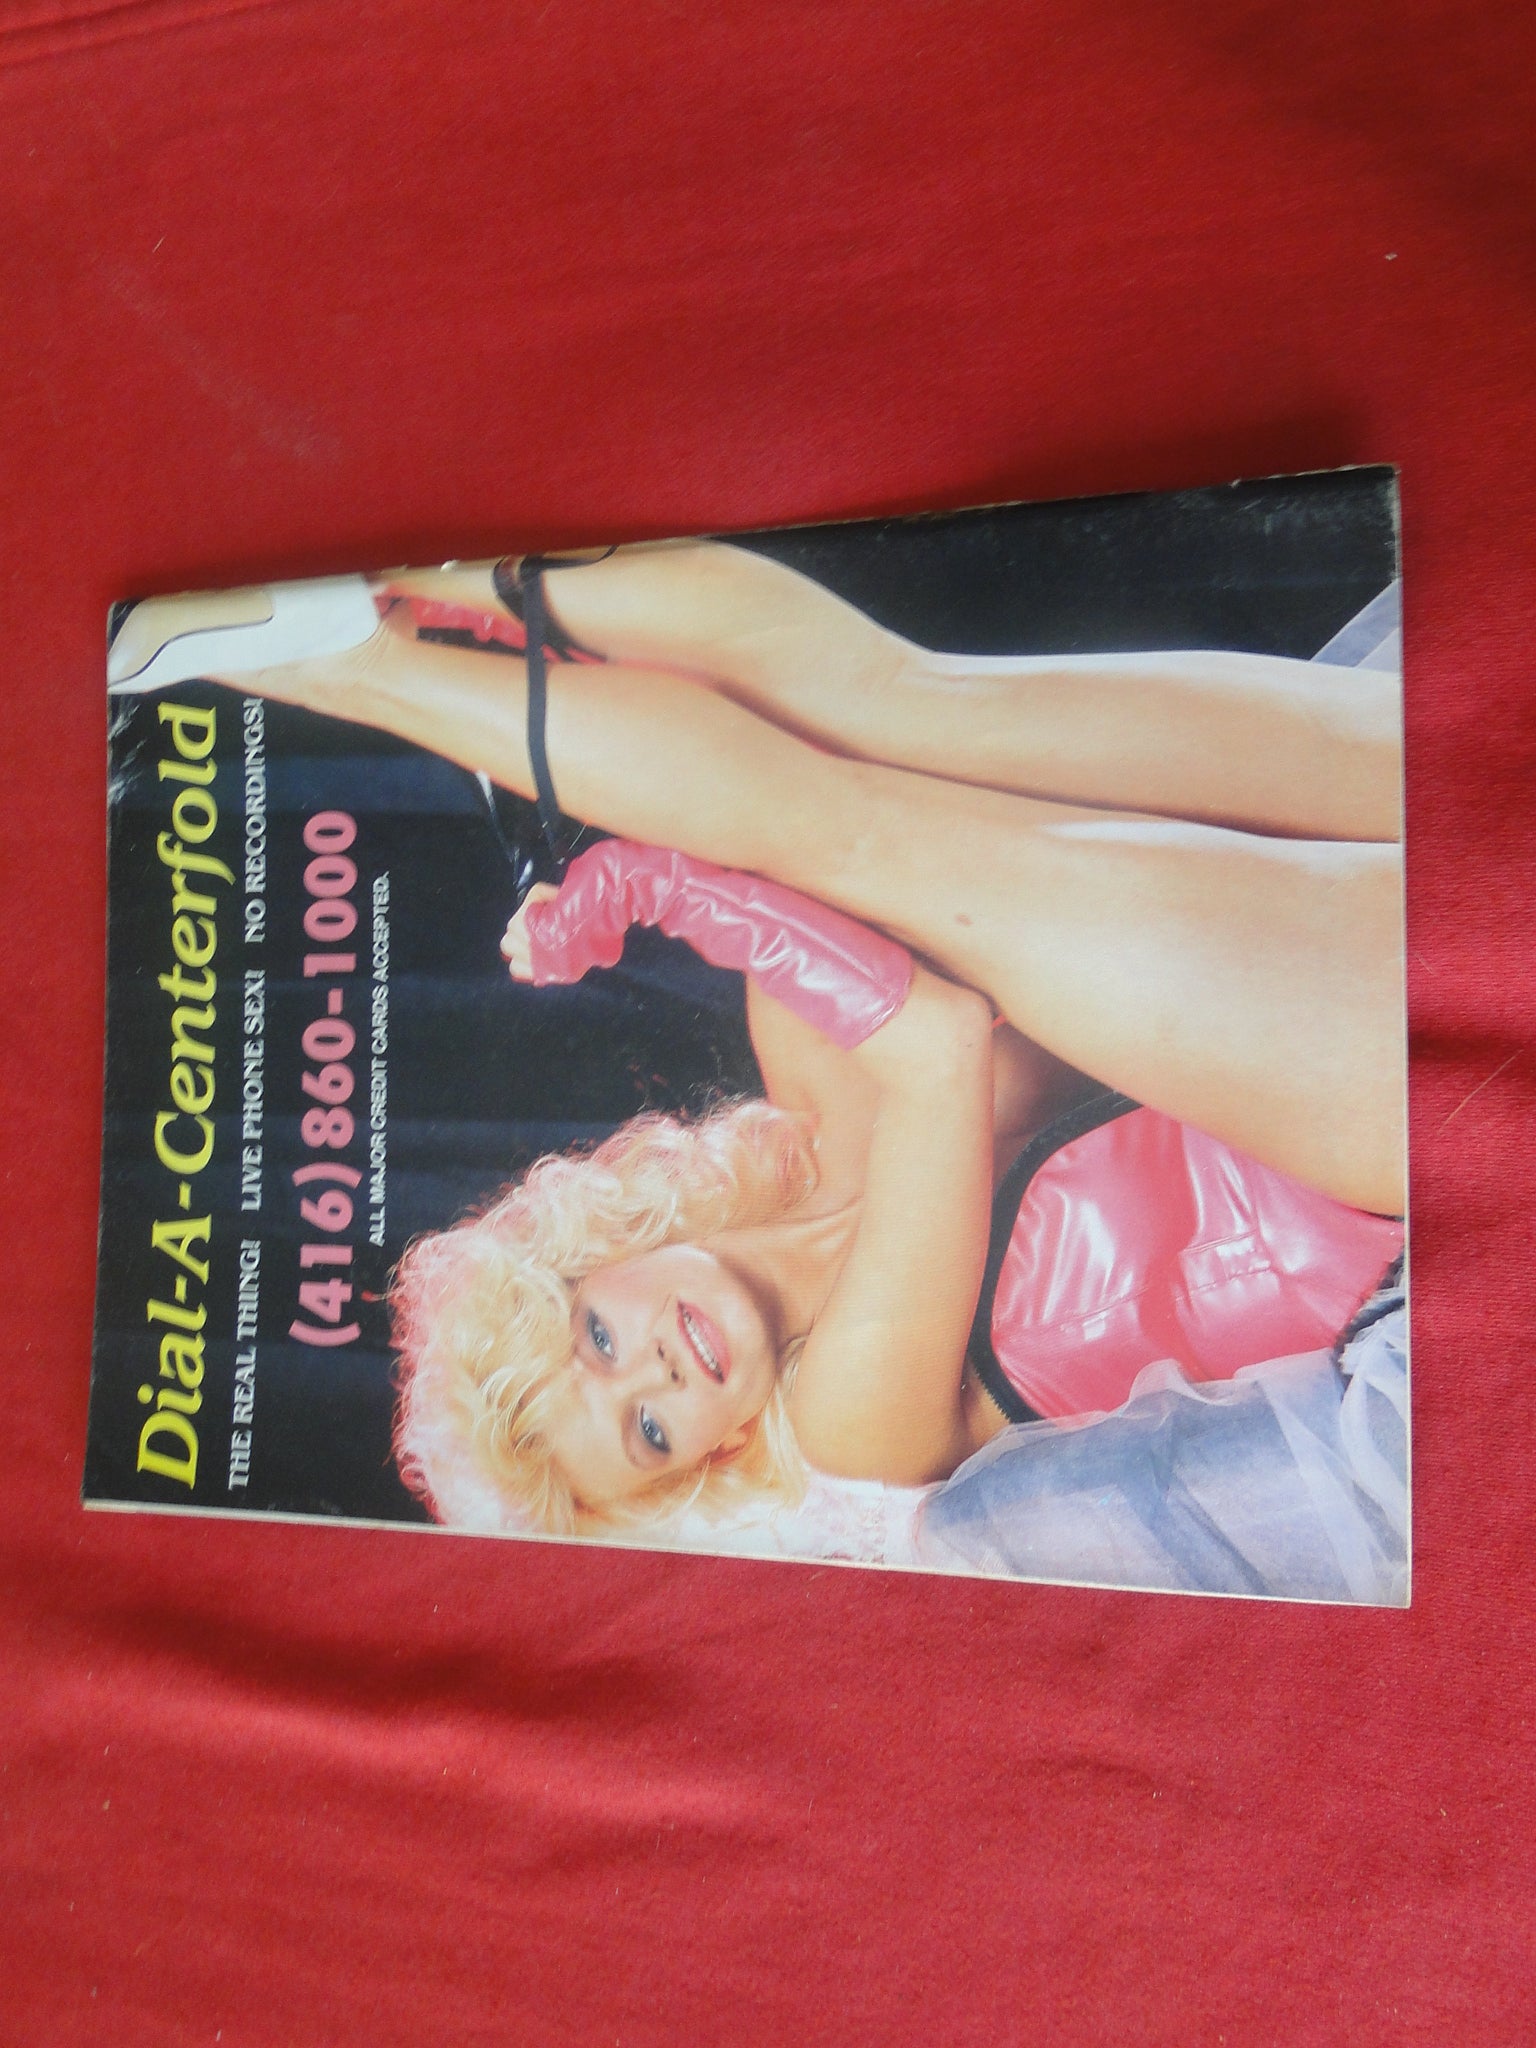 Dial-A-Centerfold
THE REAL THING! LIVE PHONE SEX! NO RECORDINGS!
(416) 860-1000
ALL MAJOR CREDIT CARDS ACCEPTED.